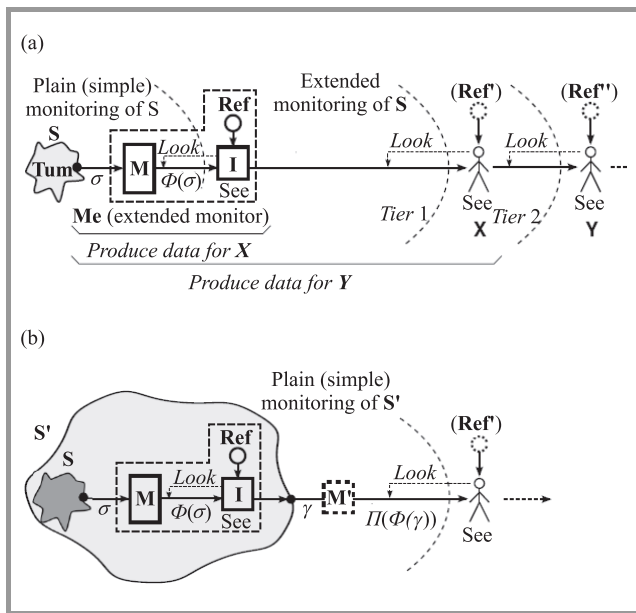 (a)
Plain (simple)
monitoring of S
Extended
monitoring of S
Ref
(Ref')
(Ref'')
S
Tum
σ
M
Look
Φ(σ)'
I
See
Look
Look
Tier 1
See
X
Tier 2
See
Y
Me (extended monitor)
Produce data for X
Produce data for Y
(b)
Plain (simple)
monitoring of S'
S'
S
Ref
(Ref')
σ
M
Look
Φ(σ)
I
See
γ
M'
Look
Π(Φ(γ))
See